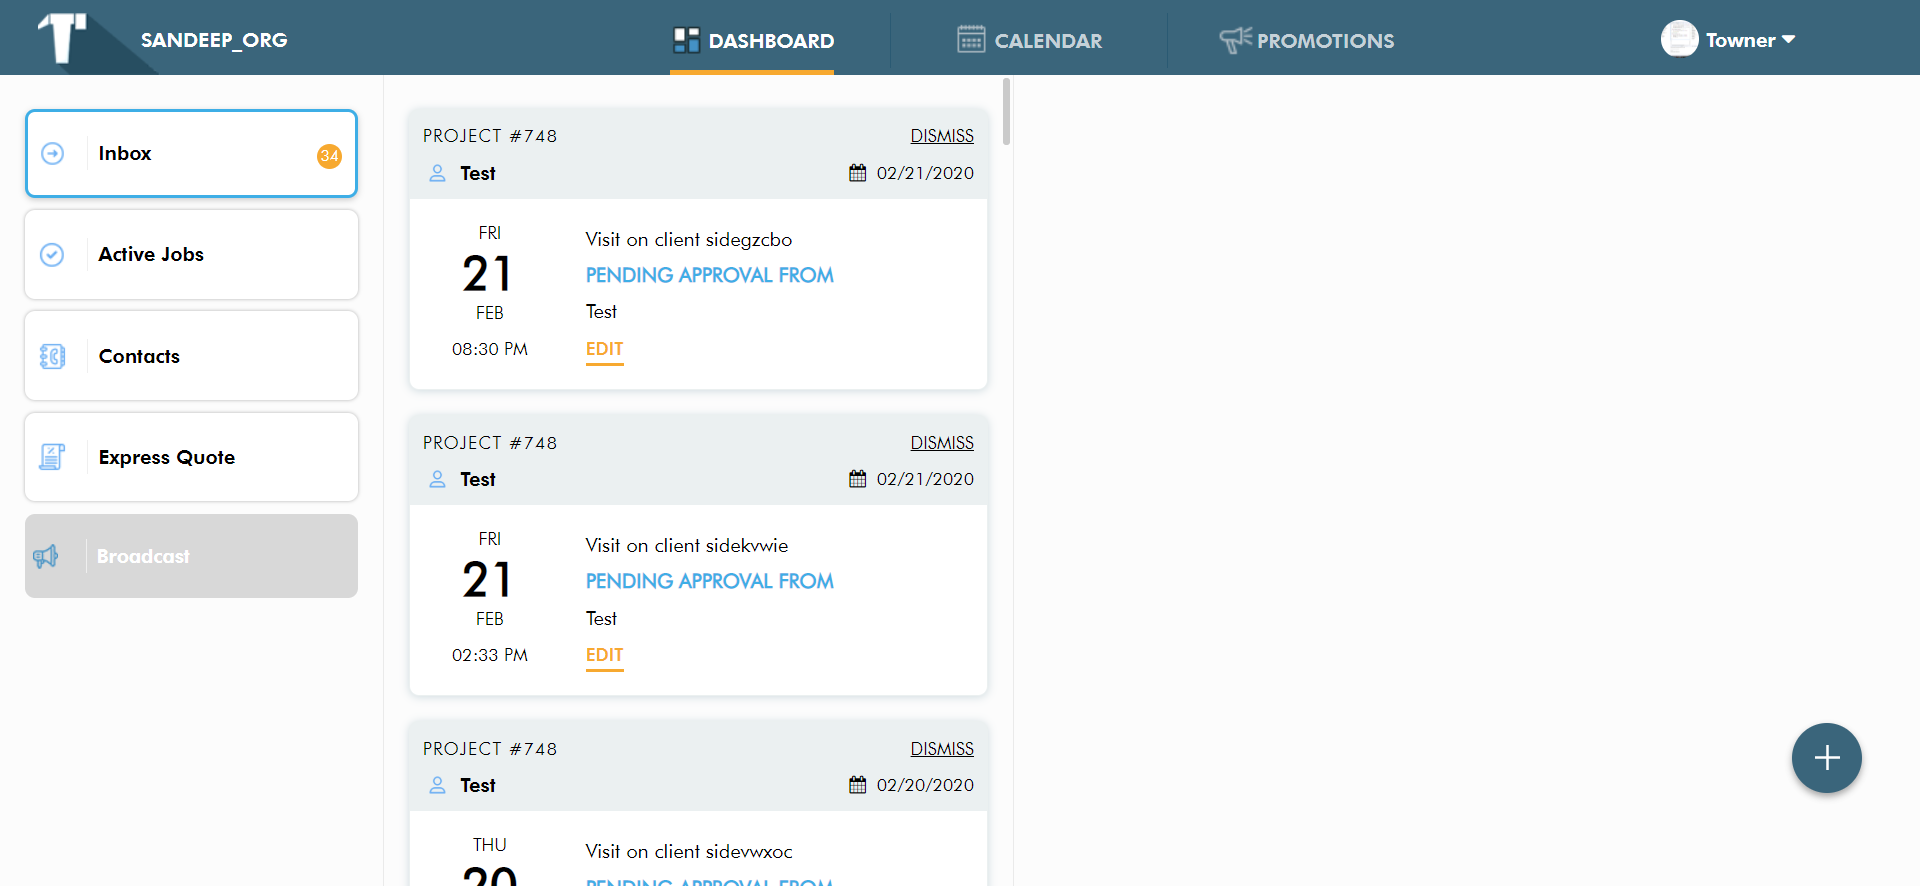 SANDEEP_ORG
DASHBOARD
CALENDAR
PROMOTIONS
Towner
Inbox
34
Active Jobs
Contacts
Express Quote
Broadcast
PROJECT #748
DISMISS
Test
02/21/2020
FRI
21
FEB
08:30 PM
Visit on client sidegzcbo
PENDING APPROVAL FROM
Test
EDIT
PROJECT #748
DISMISS
Test
02/21/2020
FRI
21
FEB
02:33 PM
Visit on client sidekvwie
PENDING APPROVAL FROM
Test
EDIT
PROJECT #748
DISMISS
Test
02/20/2020
THU
20
Visit on client sidevwxoc
PENDING APPROVAL FROM